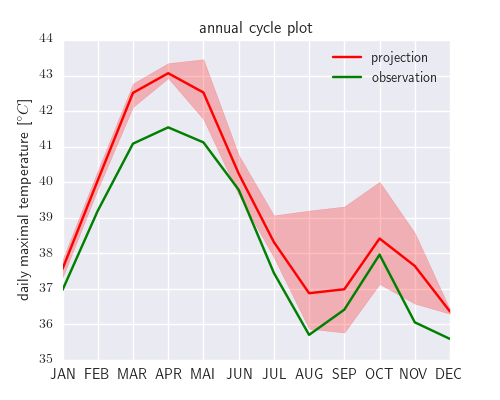 annual cycle plot
projection
observation
daily maximal temperature [°C]
44
43
42
41
40
39
38
37
36
35
JAN FEB MAR APR MAI JUN JUL AUG SEP OCT NOV DEC